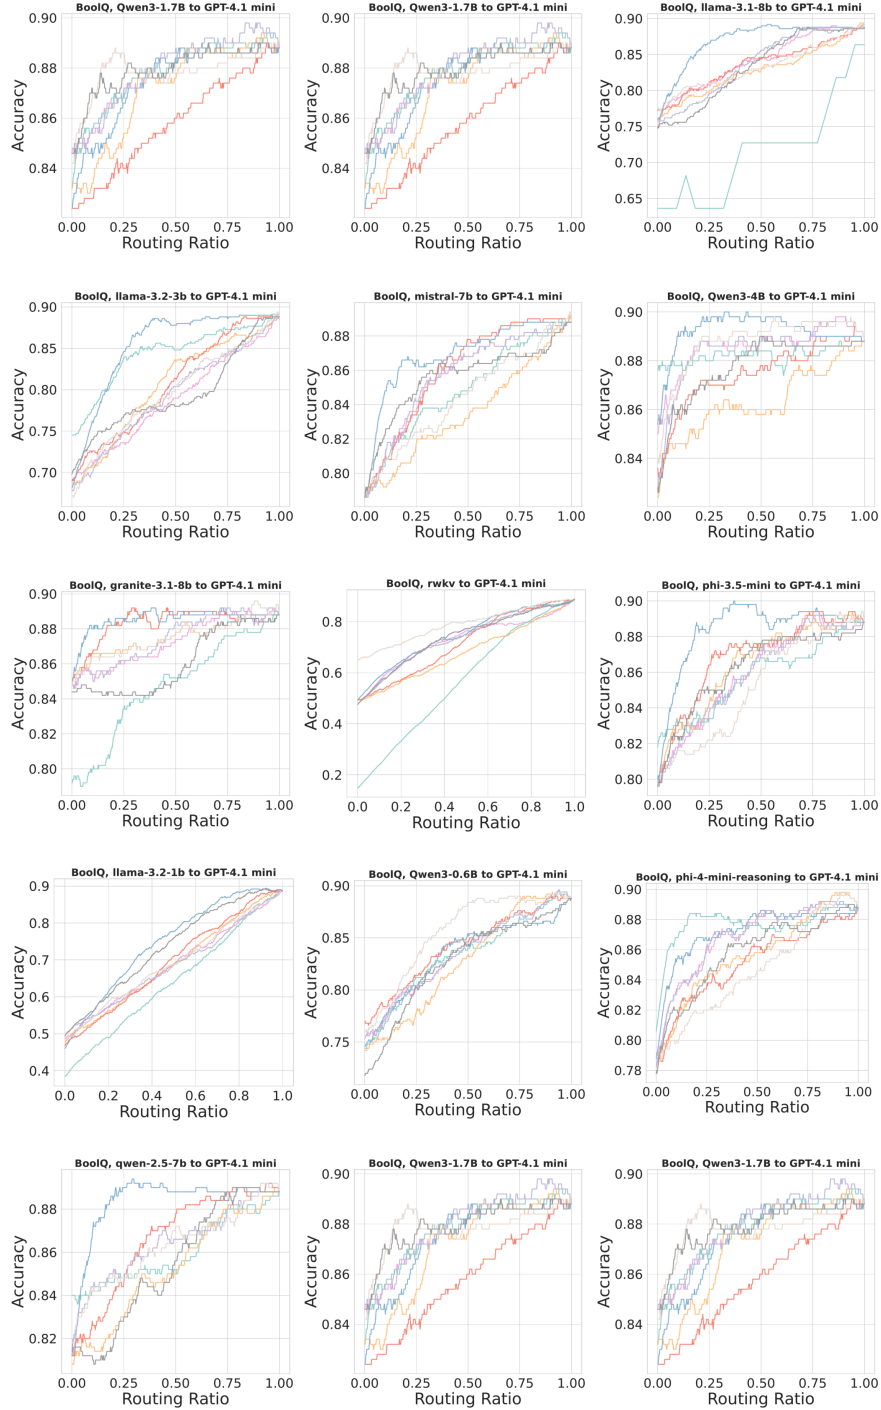 BoolQ, Qwen3-1.7B to GPT-4.1 mini
Accuracy
0.90
0.88
0.86
0.84
0.00 0.25 0.50 0.75 1.00
Routing Ratio
BoolQ, Qwen3-1.7B to GPT-4.1 mini
Accuracy
0.90
0.88
0.86
0.84
0.00 0.25 0.50 0.75 1.00
Routing Ratio
BoolQ, llama-3.1-8b to GPT-4.1 mini
Accuracy
0.90
0.85
0.80
0.75
0.70
0.65
0.00 0.25 0.50 0.75 1.00
Routing Ratio
BoolQ, llama-3.2-3b to GPT-4.1 mini
Accuracy
0.90
0.85
0.80
0.75
0.70
0.00 0.25 0.50 0.75 1.00
Routing Ratio
BoolQ, mistral-7b to GPT-4.1 mini
Accuracy
0.88
0.86
0.84
0.82
0.80
0.00 0.25 0.50 0.75 1.00
Routing Ratio
BoolQ, Qwen3-4B to GPT-4.1 mini
Accuracy
0.90
0.88
0.86
0.84
0.00 0.25 0.50 0.75 1.00
Routing Ratio
BoolQ, granite-3.1-8b to GPT-4.1 mini
Accuracy
0.90
0.88
0.86
0.84
0.82
0.80
0.00 0.25 0.50 0.75 1.00
Routing Ratio
BoolQ, rwkv to GPT-4.1 mini
Accuracy
0.8
0.6
0.4
0.2
0.0 0.2 0.4 0.6 0.8 1.0
Routing Ratio
BoolQ, phi-3.5-mini to GPT-4.1 mini
Accuracy
0.90
0.88
0.86
0.84
0.82
0.80
0.00 0.25 0.50 0.75 1.00
Routing Ratio
BoolQ, llama-3.2-1b to GPT-4.1 mini
Accuracy
0.9
0.8
0.7
0.6
0.5
0.4
0.0 0.2 0.4 0.6 0.8 1.0
Routing Ratio
BoolQ, Qwen3-0.6B to GPT-4.1 mini
Accuracy
0.90
0.85
0.80
0.75
0.00 0.25 0.50 0.75 1.00
Routing Ratio
BoolQ, phi-4-mini-reasoning to GPT-4.1 mini
Accuracy
0.90
0.88
0.86
0.84
0.82
0.80
0.78
0.00 0.25 0.50 0.75 1.00
Routing Ratio
BoolQ, qwen-2.5-7b to GPT-4.1 mini
Accuracy
0.88
0.86
0.84
0.82
0.00 0.25 0.50 0.75 1.00
Routing Ratio
BoolQ, Qwen3-1.7B to GPT-4.1 mini
Accuracy
0.90
0.88
0.86
0.84
0.00 0.25 0.50 0.75 1.00
Routing Ratio
BoolQ, Qwen3-1.7B to GPT-4.1 mini
Accuracy
0.90
0.88
0.86
0.84
0.00 0.25 0.50 0.75 1.00
Routing Ratio